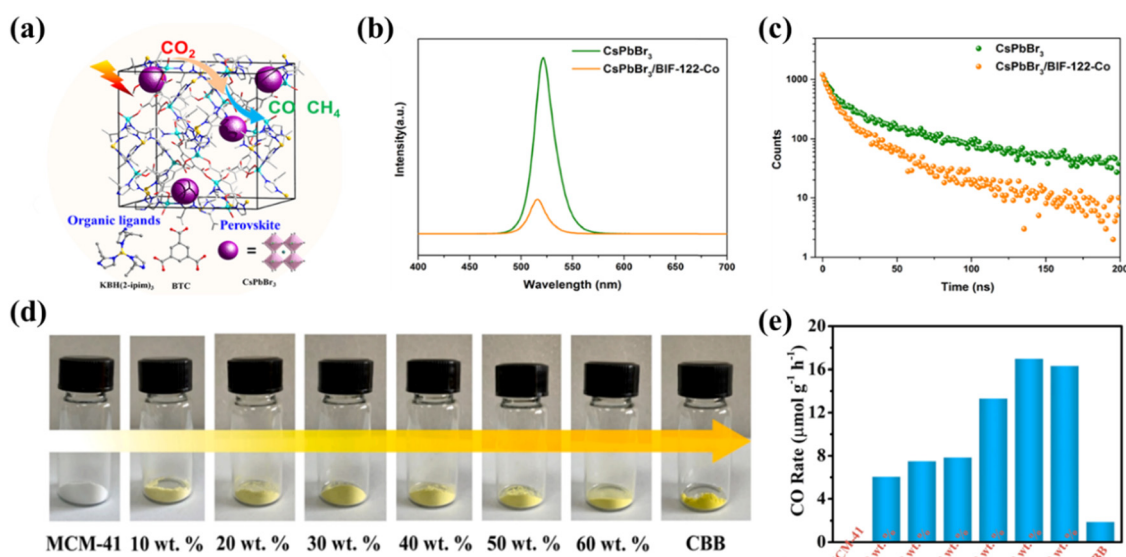 (a)
CO2
CO CH4
Organic ligands
Perovskite
=
KBH(2-ipim)3
BTC
CsPbBr3
(b)
CsPbBr3
CsPbBr3/BIF-122-Co
Intensity(a.u.)
400 450 500 550 600 650 700
Wavelength (nm)
(c)
CsPbBr3
CsPbBr3/BIF-122-Co
Counts
1000
100
10
1
0 50 100 150 200
Time (ns)
(d)
MCM-41 10 wt. % 20 wt. % 30 wt. % 40 wt. % 50 wt. % 60 wt. % CBB
(e)
CO Rate (μmol g-1 h-1)
20
16
12
8
4
0